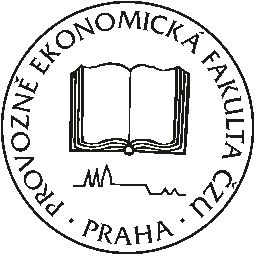 PROVOZNĚ EKONOMICKÁ FAKULTA ČZU
· PRAHA ·